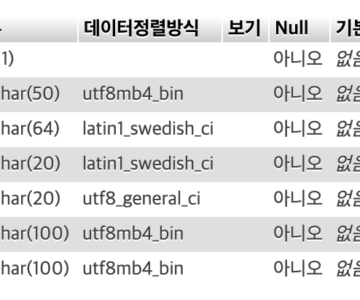 데이터정렬방식 보기 Null 기본
1) 아니오 없음
har(50) utf8mb4_bin 아니오 없음
har(64) latin1_swedish_ci 아니오 없음
har(20) latin1_swedish_ci 아니오 없음
har(20) utf8_general_ci 아니오 없음
har(100) utf8mb4_bin 아니오 없음
har(100) utf8mb4_bin 아니오 없음